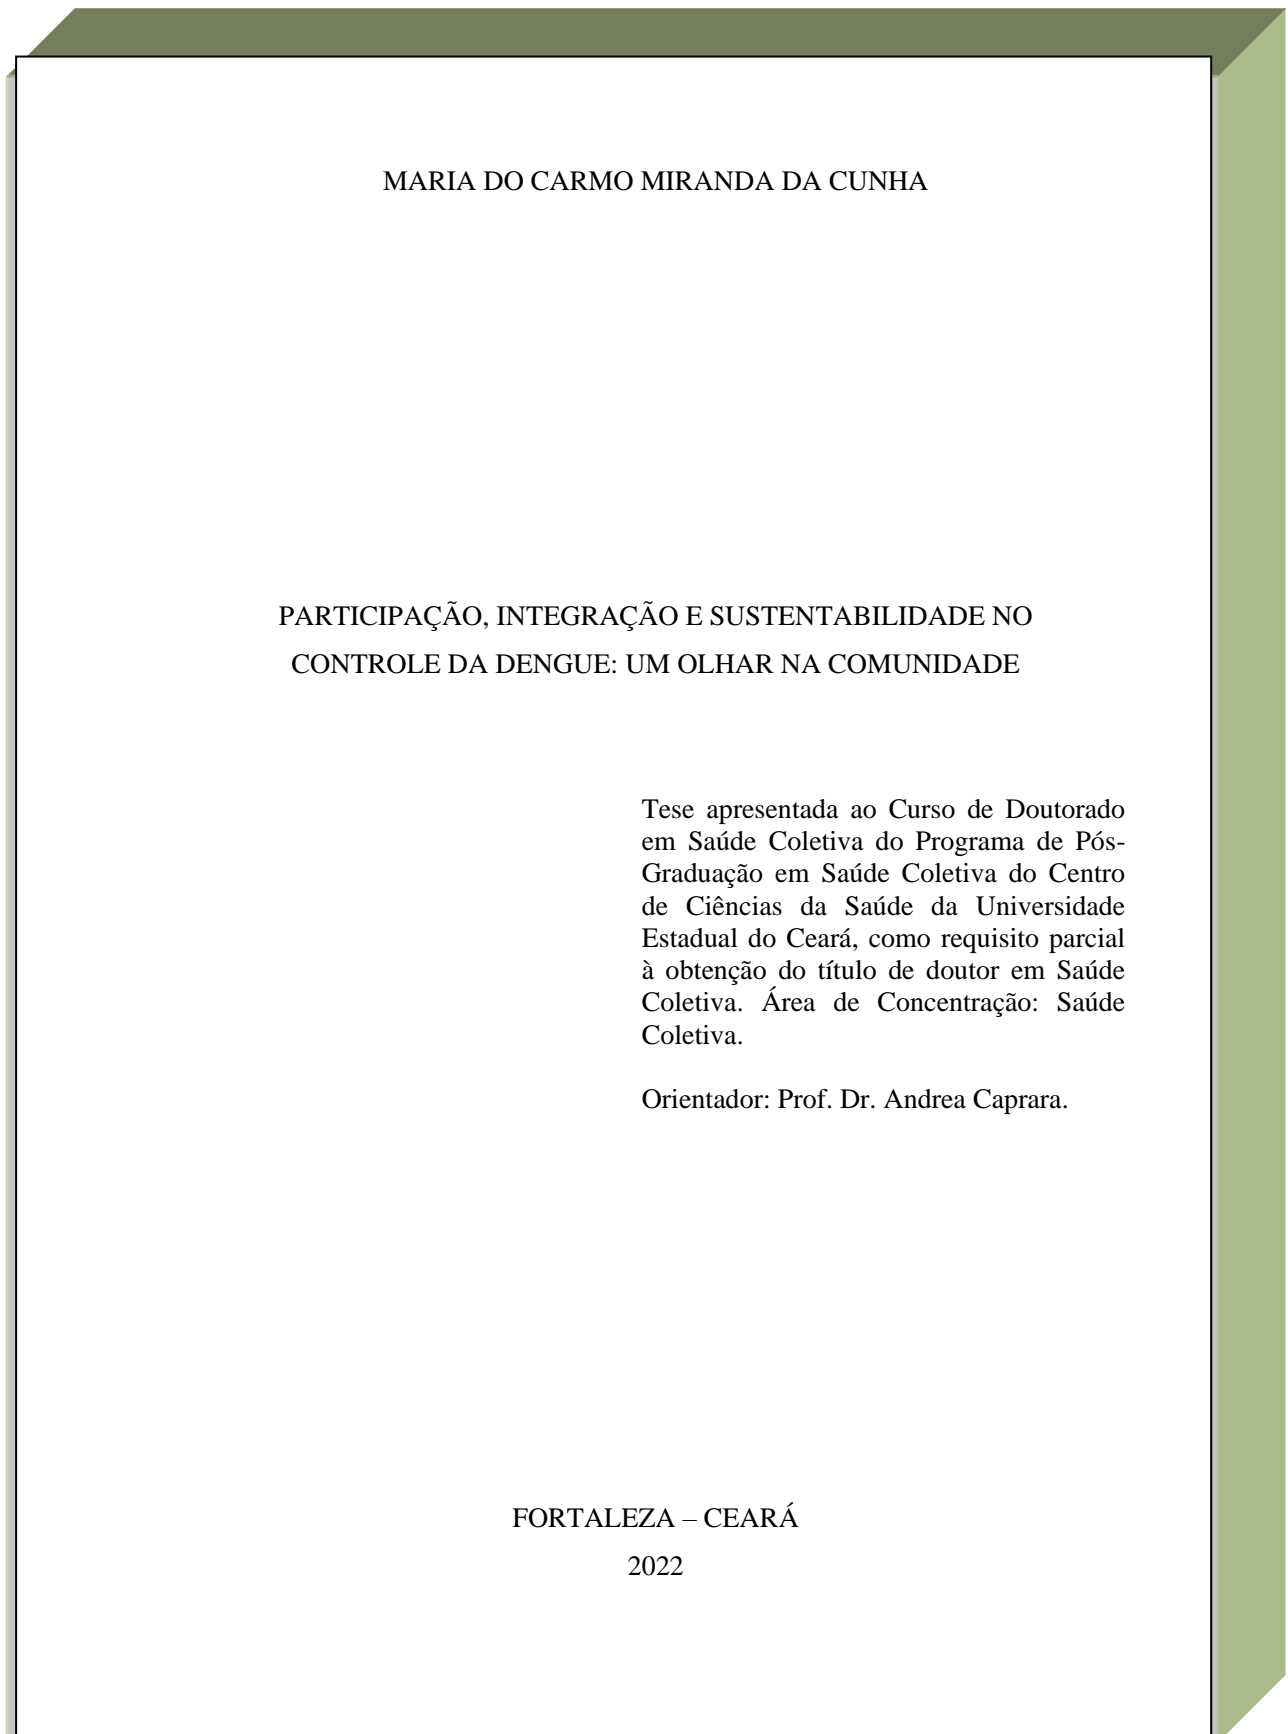 MARIA DO CARMO MIRANDA DA CUNHA
PARTICIPAÇÃO, INTEGRAÇÃO E SUSTENTABILIDADE NO
CONTROLE DA DENGUE: UM OLHAR NA COMUNIDADE
Tese apresentada ao Curso de Doutorado
em Saúde Coletiva do Programa de Pós-
Graduação em Saúde Coletiva do Centro
de Ciências da Saúde da Universidade
Estadual do Ceará, como requisito parcial
à obtenção do título de doutor em Saúde
Coletiva. Área de Concentração: Saúde
Coletiva.
Orientador: Prof. Dr. Andrea Caprara.
FORTALEZA – CEARÁ
2022